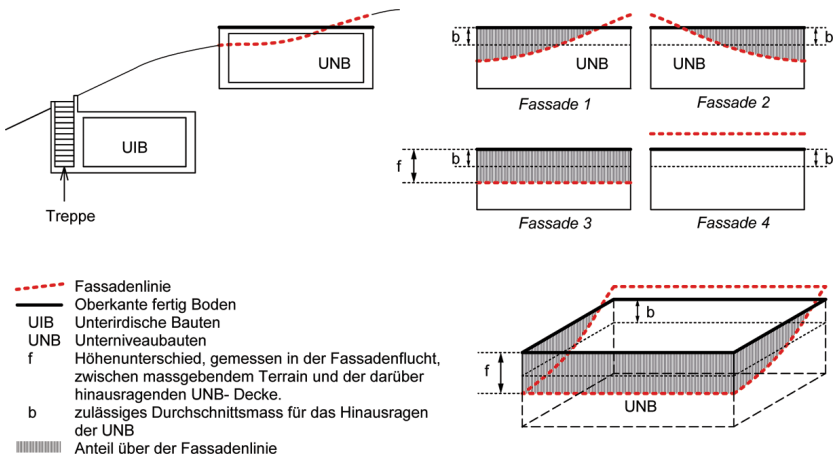 UNB
UIB
Treppe
b
UNB
Fassade 1
UNB
b
Fassade 2
f
b
Fassade 3
b
Fassade 4
Fassadenlinie
Oberkante fertig Boden
UIB Unterirdische Bauten
UNB Unterniveaubauten
f Höhenunterschied, gemessen in der Fassadenflucht,
zwischen massgebendem Terrain und der darüber
hinausragenden UNB- Decke.
b zulässiges Durchschnittsmass für das Hinausragen
der UNB
Anteil über der Fassadenlinie
b
f
UNB